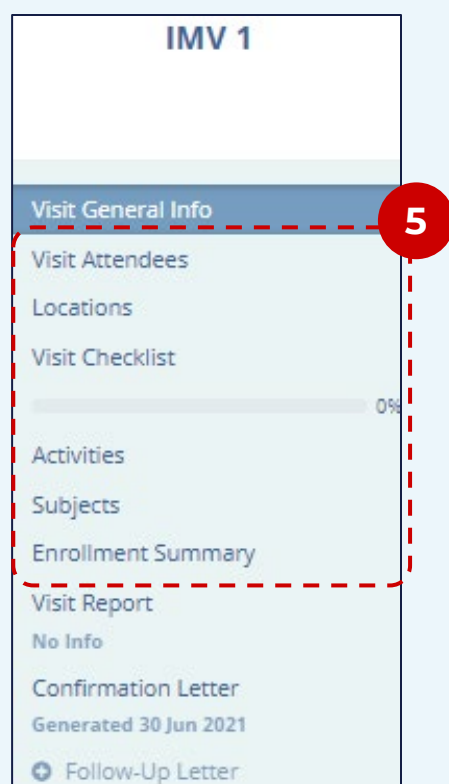 IMV 1
Visit General Info
5
Visit Attendees
Locations
Visit Checklist
0%
Activities
Subjects
Enrollment Summary
Visit Report
No Info
Confirmation Letter
Generated 30 Jun 2021
Follow-Up Letter